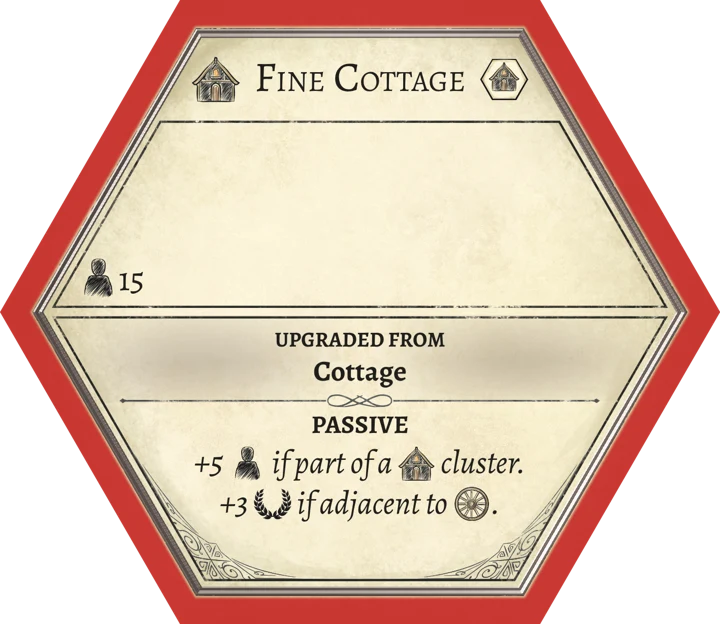 Fine Cottage
15
UPGRADED FROM
Cottage
PASSIVE
+5 if part of a cluster.
+3 if adjacent to .